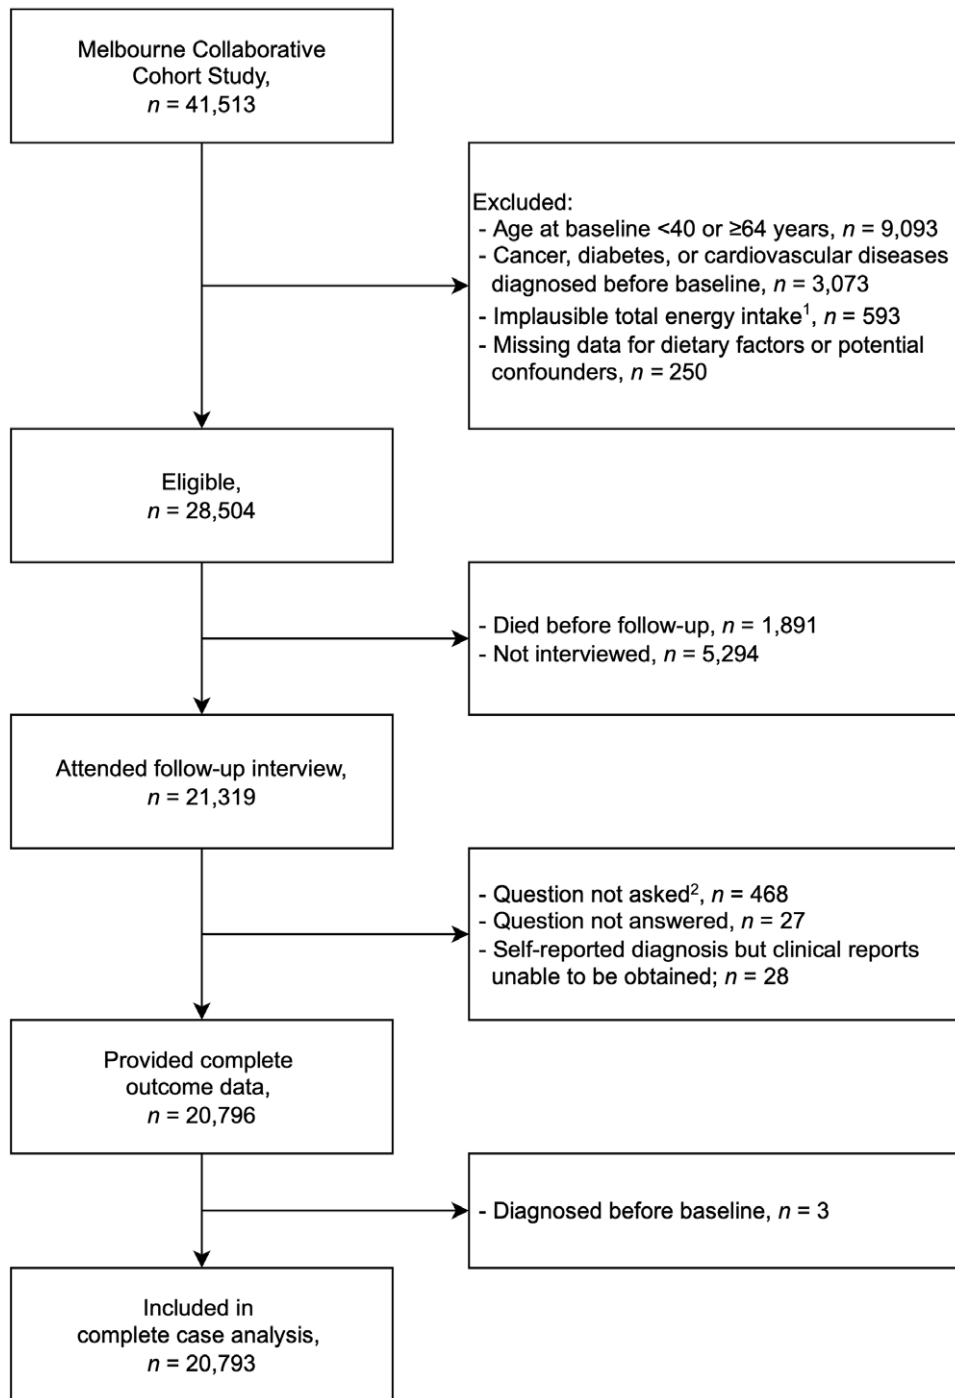 Melbourne Collaborative
Cohort Study,
n = 41,513
Excluded:
- Age at baseline <40 or ≥64 years, n = 9,093
- Cancer, diabetes, or cardiovascular diseases
diagnosed before baseline, n = 3,073
- Implausible total energy intake¹, n = 593
- Missing data for dietary factors or potential
confounders, n = 250
Eligible,
n = 28,504
- Died before follow-up, n = 1,891
- Not interviewed, n = 5,294
Attended follow-up interview,
n = 21,319
- Question not asked², n = 468
- Question not answered, n = 27
- Self-reported diagnosis but clinical reports
unable to be obtained; n = 28
Provided complete
outcome data,
n = 20,796
- Diagnosed before baseline, n = 3
Included in
complete case analysis,
n = 20,793